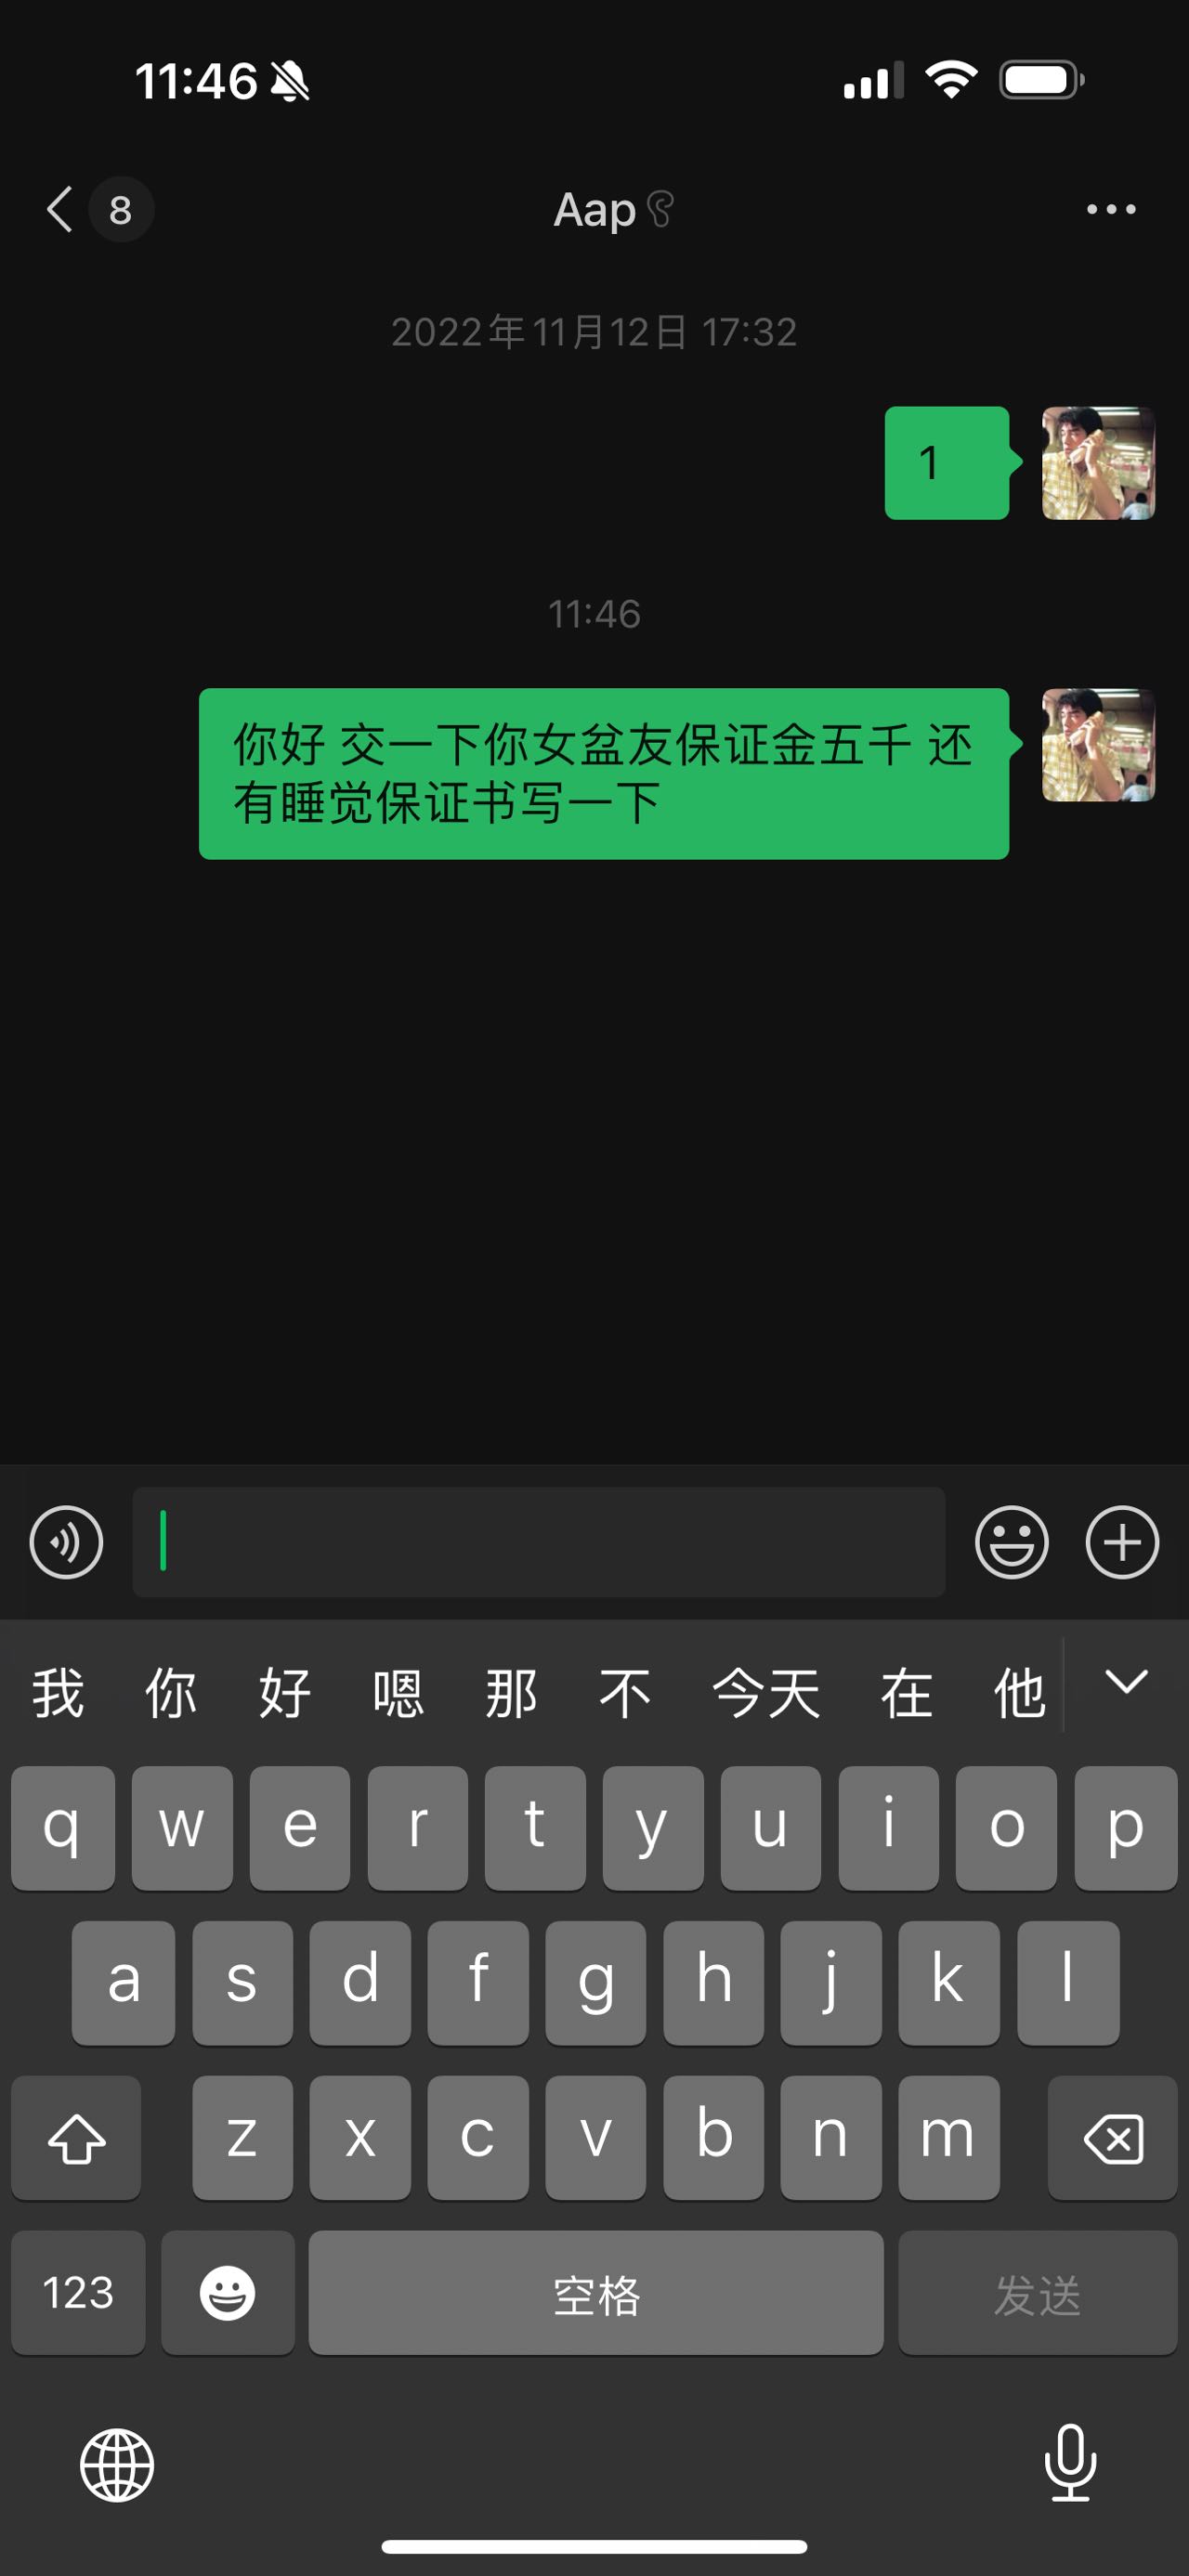 11:46
8
Aap
2022年11月12日 17:32
1
11:46
你好 交一下你女盆友保证金五千 还
有睡觉保证书写一下
我 你 好 嗯 那 不 今天 在 他
q w e r t y u i o p
a s d f g h j k l
z x c v b n m
123 空格 发送